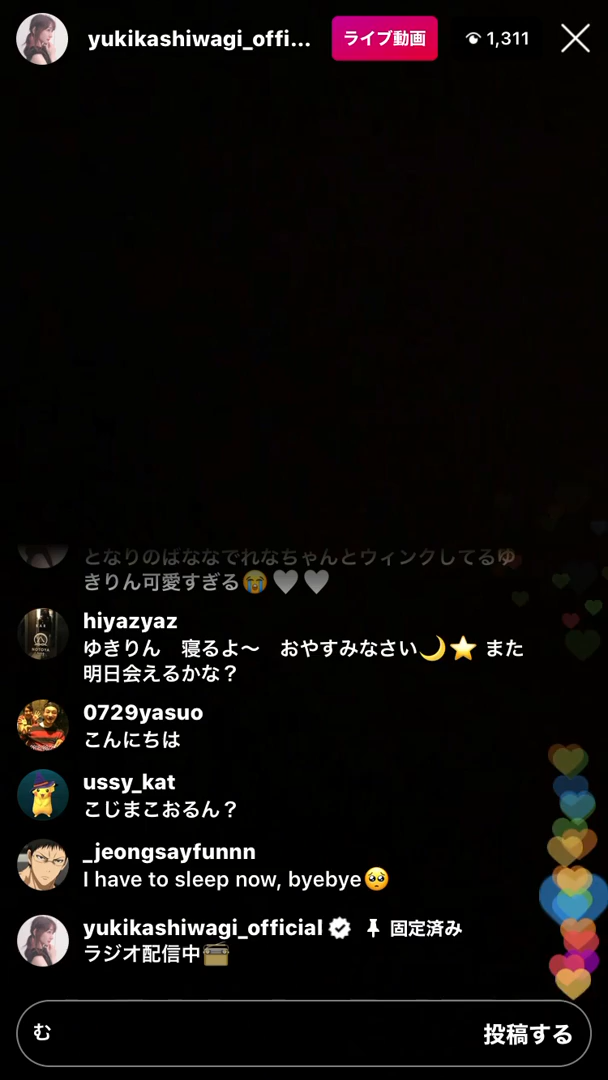 yukikashiwagi_offi...
ライブ動画
1,311
となりのばななでれなちゃんとウィンクしてるゆ
きりん可愛すぎる😭🤍🤍
hiyazyaz
ゆきりん　寝るよ〜　おやすみなさい🌙⭐ また
明日会えるかな？
0729yasuo
こんにちは
ussy_kat
こじまこおるん？
_jeongsayfunnn
I have to sleep now, byebye🥺
yukikashiwagi_official 固定済み
ラジオ配信中📻
む
投稿する